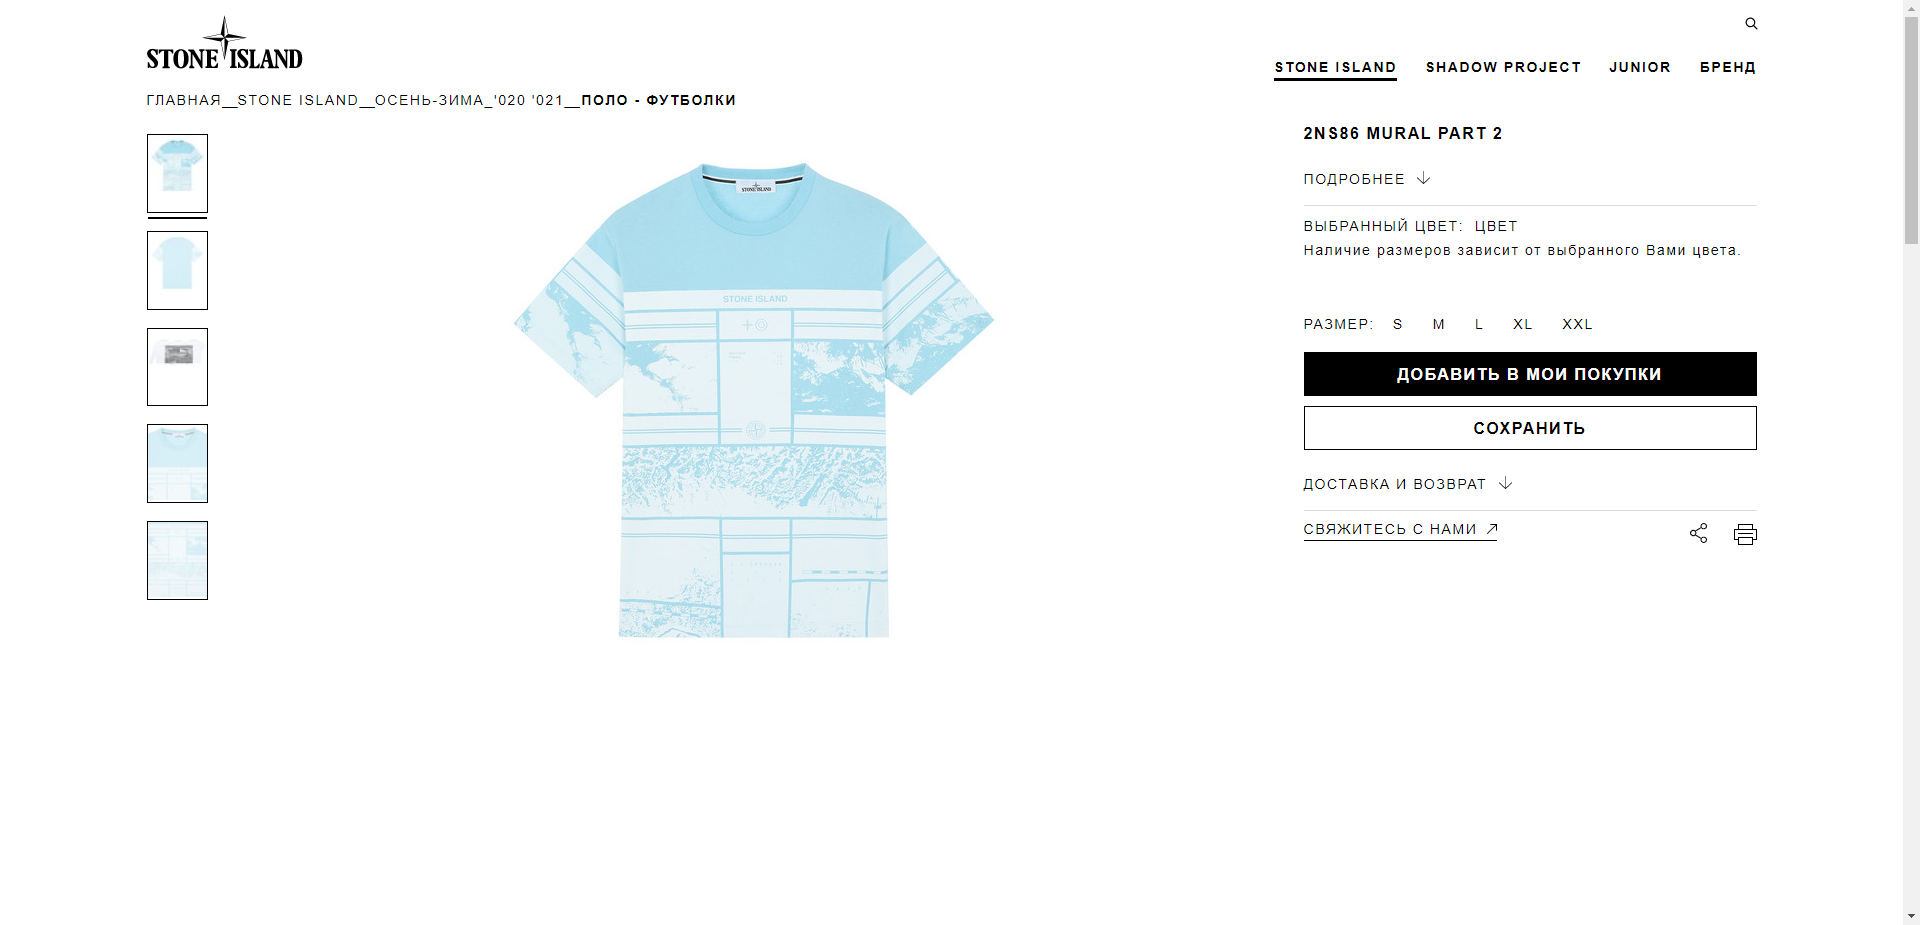 STONE ISLAND
STONE ISLAND SHADOW PROJECT JUNIOR БРЕНД
ГЛАВНАЯ__STONE ISLAND__ОСЕНЬ-ЗИМА_'020 '021__ПОЛО - ФУТБОЛКИ
2NS86 MURAL PART 2
ПОДРОБНЕЕ
ВЫБРАННЫЙ ЦВЕТ: ЦВЕТ
Наличие размеров зависит от выбранного Вами цвета.
STONE ISLAND
STONE ISLAND
РАЗМЕР: S M L XL XXL
ДОБАВИТЬ В МОИ ПОКУПКИ
СОХРАНИТЬ
ДОСТАВКА И ВОЗВРАТ
СВЯЖИТЕСЬ С НАМИ